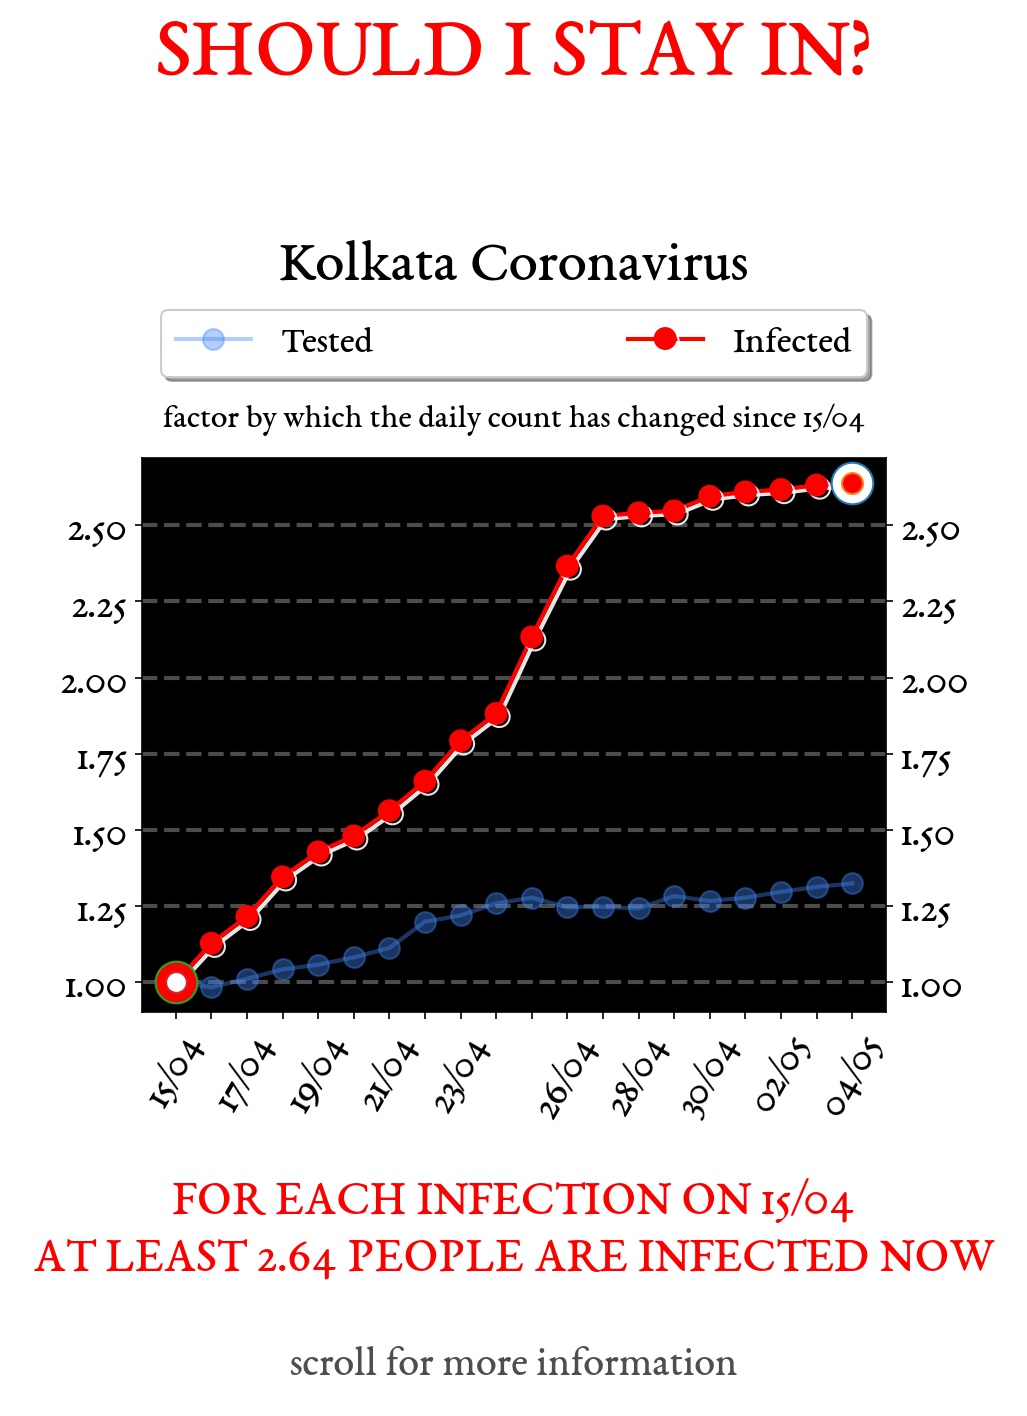 SHOULD I STAY IN?
Kolkata Coronavirus
Tested Infected
factor by which the daily count has changed since 15/04
2.50 2.50
2.25 2.25
2.00 2.00
1.75 1.75
1.50 1.50
1.25 1.25
1.00 1.00
15/04 17/04 19/04 21/04 23/04 26/04 28/04 30/04 02/05 04/05
FOR EACH INFECTION ON 15/04
AT LEAST 2.64 PEOPLE ARE INFECTED NOW
scroll for more information